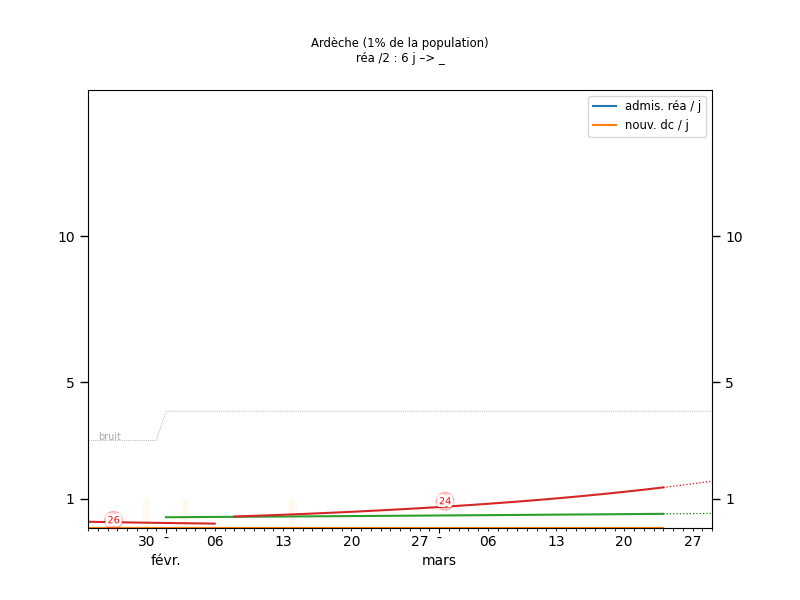 Ardèche (1% de la population)
réa /2 : 6 j –> _
admis. réa / j
nouv. dc / j
10
10
5
5
bruit
1
1
26
24
30
06
13
20
27
06
13
20
27
févr.
mars